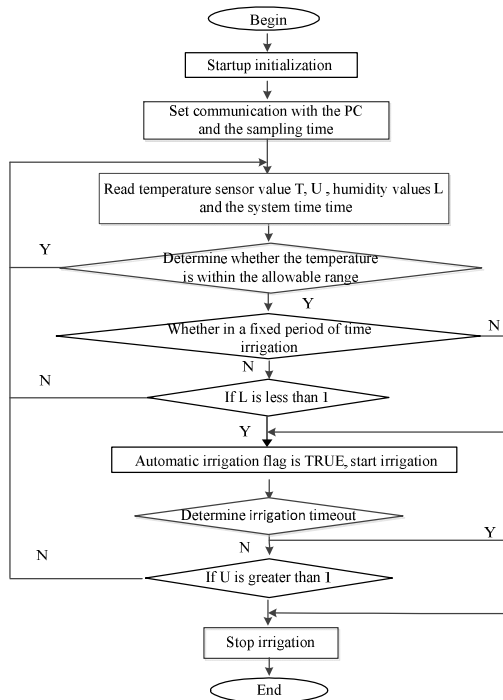 Begin
Startup initialization
Set communication with the PC
and the sampling time
Read temperature sensor value T, U , humidity values L
and the system time time
Y
Determine whether the temperature
is within the allowable range
Y
Whether in a fixed period of time
irrigation
N
N
N
If L is less than 1
Y
Automatic irrigation flag is TRUE, start irrigation
Determine irrigation timeout
Y
N
N
If U is greater than 1
Stop irrigation
End